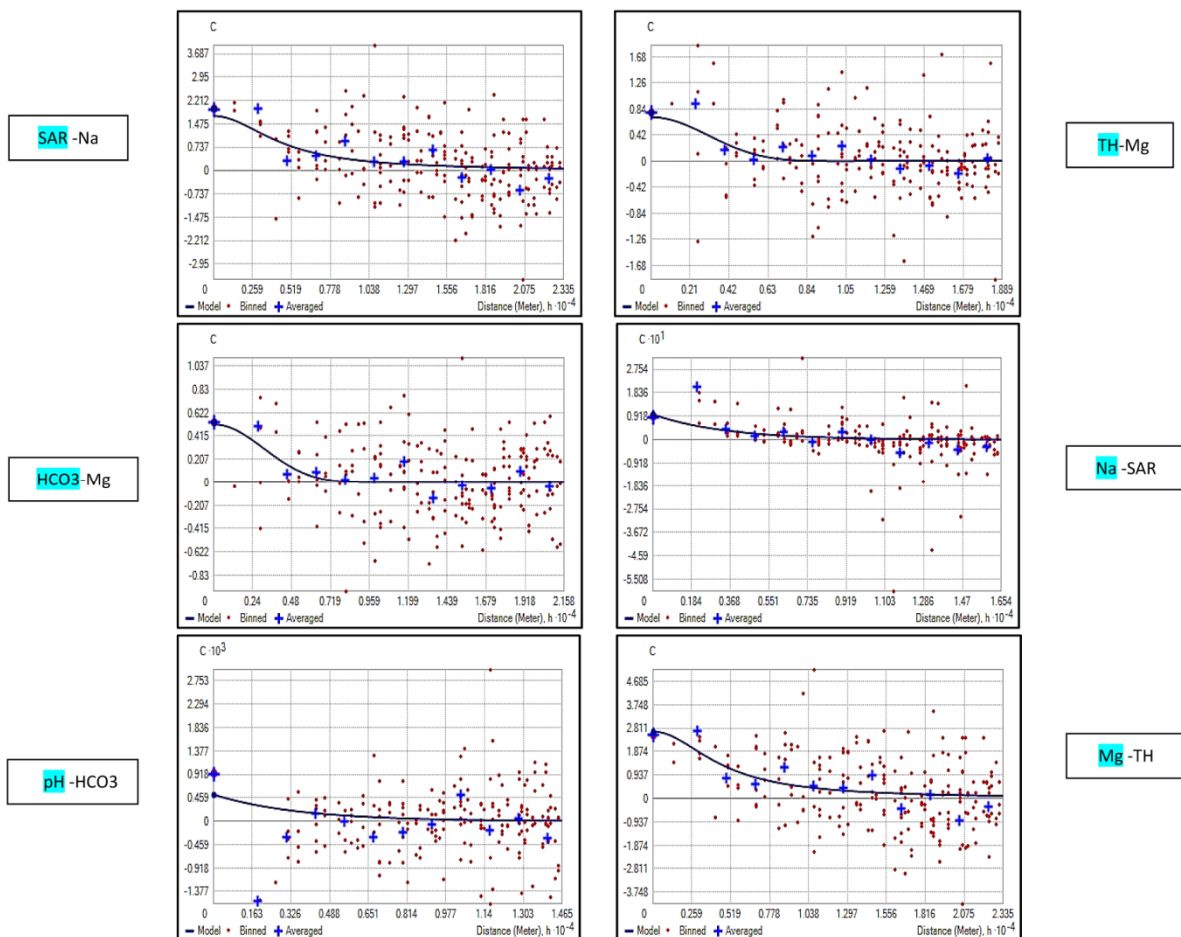 SAR -Na
C
3.687
2.95
2.212
1.475
0.737
0
-0.737
-1.475
-2.212
-2.95
0 0.259 0.519 0.778 1.038 1.297 1.556 1.816 2.075 2.335
Model Binned Averaged Distance (Meter), h ·10⁻⁴
C
1.68
1.26
0.84
0.42
0
-0.42
-0.84
-1.26
-1.68
0 0.21 0.42 0.63 0.84 1.05 1.259 1.469 1.679 1.889
Model Binned Averaged Distance (Meter), h ·10⁻⁴
TH-Mg
HCO3-Mg
C
1.037
0.83
0.622
0.415
0.207
0
-0.207
-0.415
-0.622
-0.83
0 0.24 0.48 0.719 0.959 1.199 1.439 1.679 1.918 2.158
Model Binned Averaged Distance (Meter), h ·10⁻⁴
C ·10¹
2.754
1.836
0.918
0
-0.918
-1.836
-2.754
-3.672
-4.59
-5.508
0 0.184 0.368 0.551 0.735 0.919 1.103 1.286 1.47 1.654
Model Binned Averaged Distance (Meter), h ·10⁻⁴
Na -SAR
pH -HCO3
C ·10³
2.753
2.294
1.836
1.377
0.918
0.459
0
-0.459
-0.918
-1.377
0 0.163 0.326 0.488 0.651 0.814 0.977 1.14 1.303 1.465
Model Binned Averaged Distance (Meter), h ·10⁻⁴
C
4.685
3.748
2.811
1.874
0.937
0
-0.937
-1.874
-2.811
-3.748
0 0.259 0.519 0.778 1.038 1.297 1.556 1.816 2.075 2.335
Model Binned Averaged Distance (Meter), h ·10⁻⁴
Mg -TH